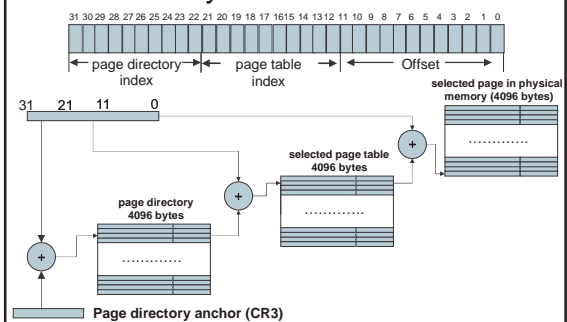 31 30 29 28 27 26 25 24 23 22 21 20 19 18 17 1615 14 13 12 11 10 9 8 7 6 5 4 3 2 1 0
page directory index
page table index
Offset
selected page in physical memory (4096 bytes)
.............
31 21 11 0
+
selected page table
4096 bytes
.............
+
page directory
4096 bytes
.............
+
Page directory anchor (CR3)